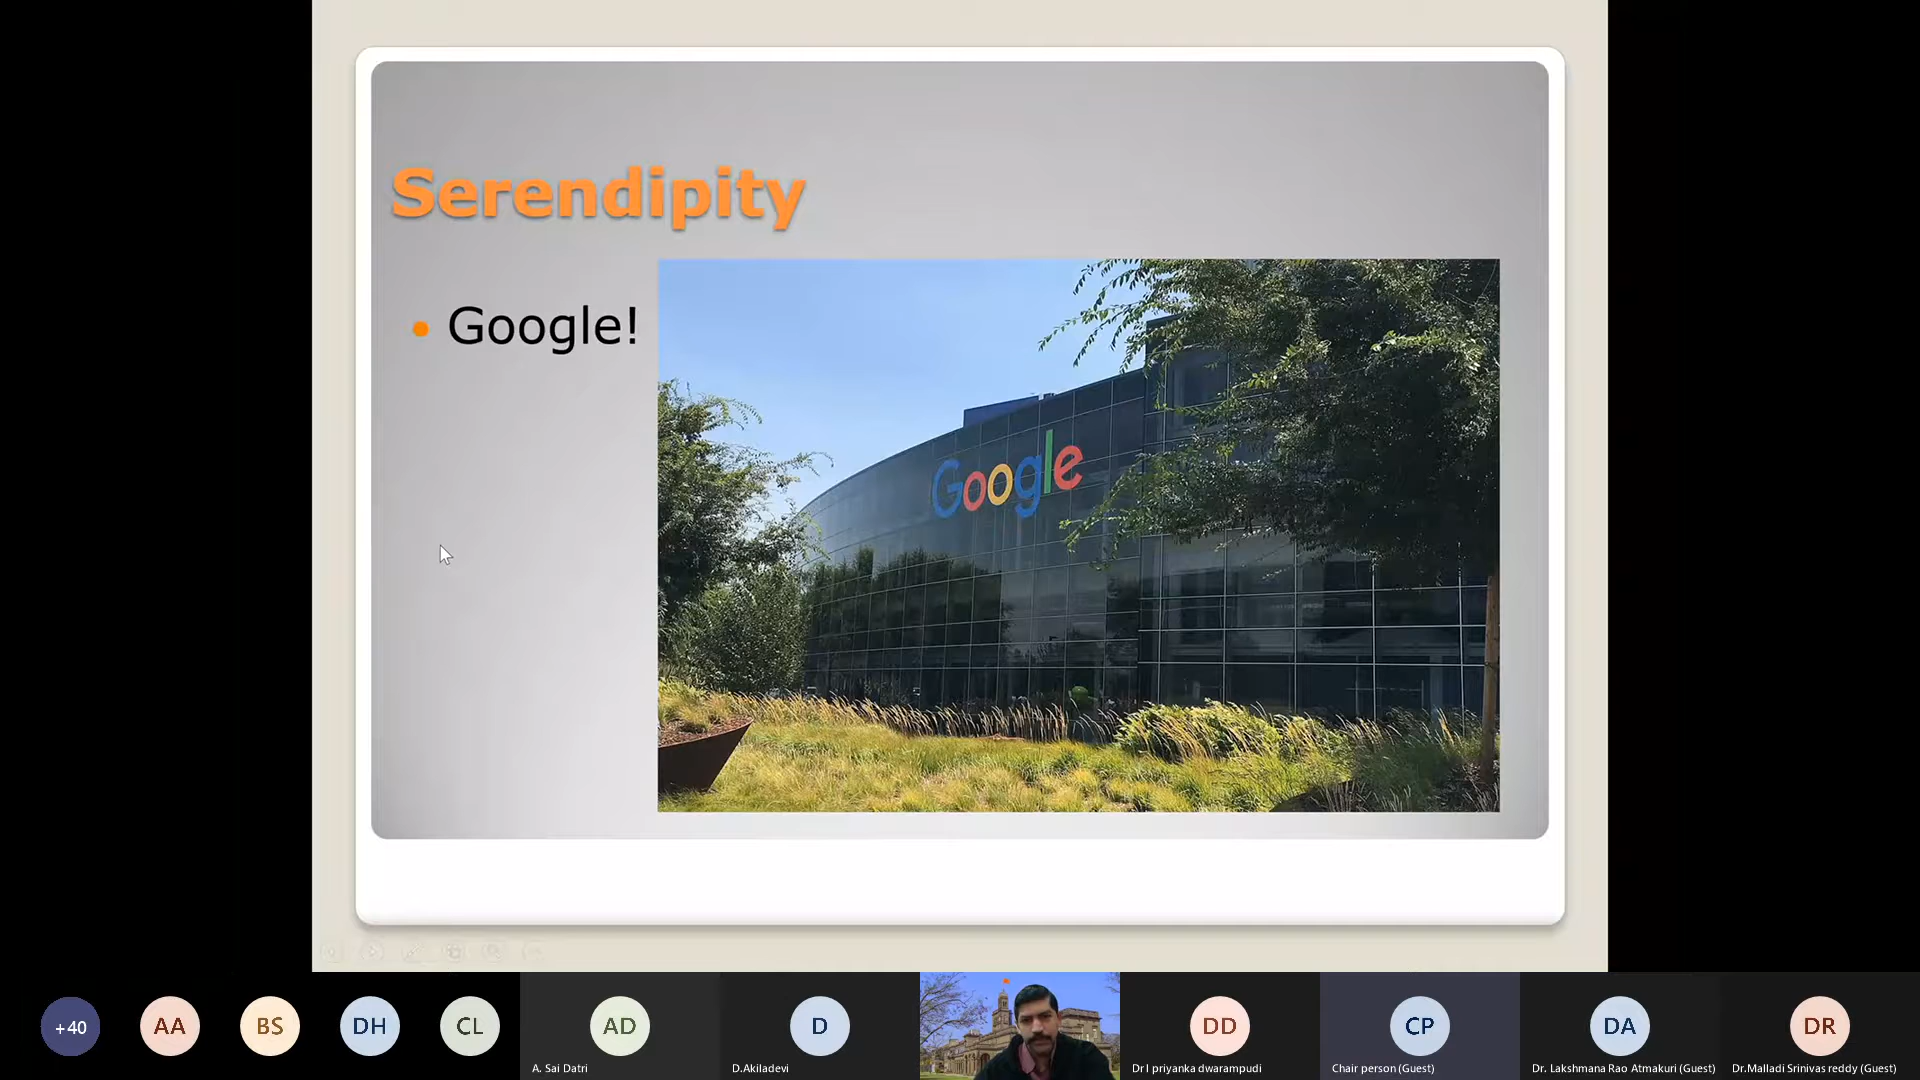 Serendipity
Google!
Google
+40
AA
BS
DH
CL
AD
A. Sai Datri
D
D.Akiladevi
DD
Dr I priyanka dwarampudi
CP
Chair person (Guest)
DA
Dr. Lakshmana Rao Atmakuri (Guest)
DR
Dr.Malladi Srinivas reddy (Guest)